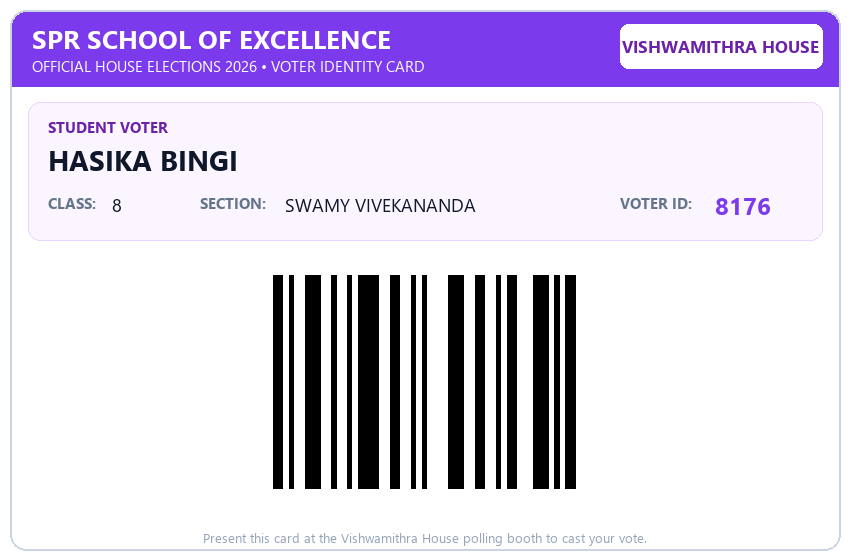 SPR SCHOOL OF EXCELLENCE
OFFICIAL HOUSE ELECTIONS 2026 • VOTER IDENTITY CARD
VISHWAMITHRA HOUSE
STUDENT VOTER
HASIKA BINGI
CLASS: 8 SECTION: SWAMY VIVEKANANDA VOTER ID: 8176
Present this card at the Vishwamithra House polling booth to cast your vote.